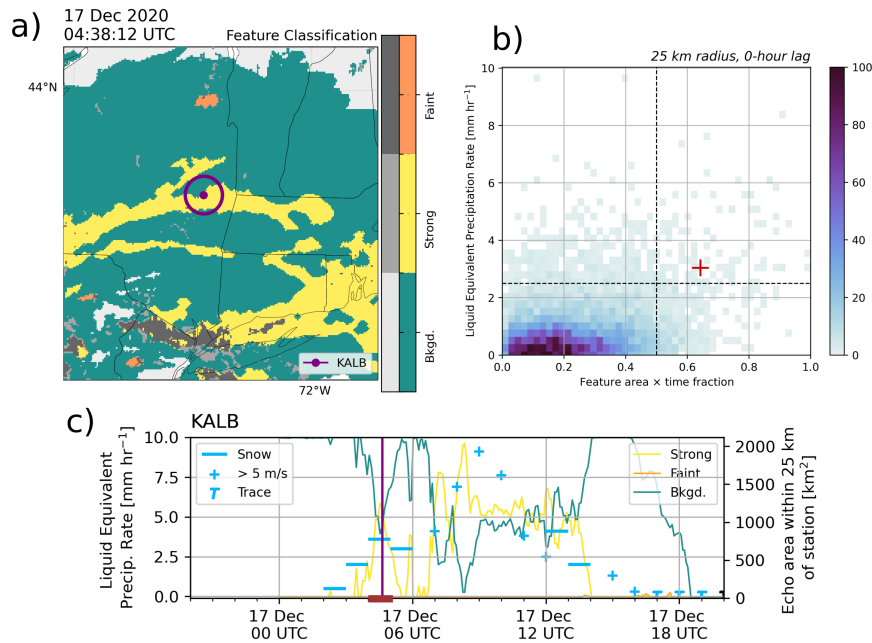 a)
17 Dec 2020
04:38:12 UTC
Feature Classification
44°N
72°W
KALB
Faint
Strong
Bkgd.
b)
25 km radius, 0-hour lag
Liquid Equivalent Precipitation Rate [mm hr⁻¹]
10
8
6
4
2
0
0.0 0.2 0.4 0.6 0.8 1.0
Feature area × time fraction
100
80
60
40
20
0
c)
KALB
Liquid Equivalent
Precip. Rate [mm hr⁻¹]
10.0
7.5
5.0
2.5
0.0
Snow
> 5 m/s
Trace
Strong
Faint
Bkgd.
2000
1500
1000
500
0
Echo area within 25 km
of station [km²]
17 Dec 17 Dec 17 Dec 17 Dec
00 UTC 06 UTC 12 UTC 18 UTC